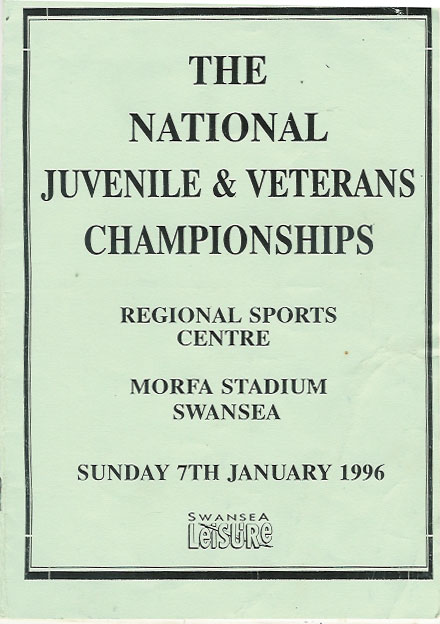 THE
NATIONAL
JUVENILE & VETERANS
CHAMPIONSHIPS
REGIONAL SPORTS
CENTRE
MORFA STADIUM
SWANSEA
SUNDAY 7TH JANUARY 1996
SWANSEA
LEISURE